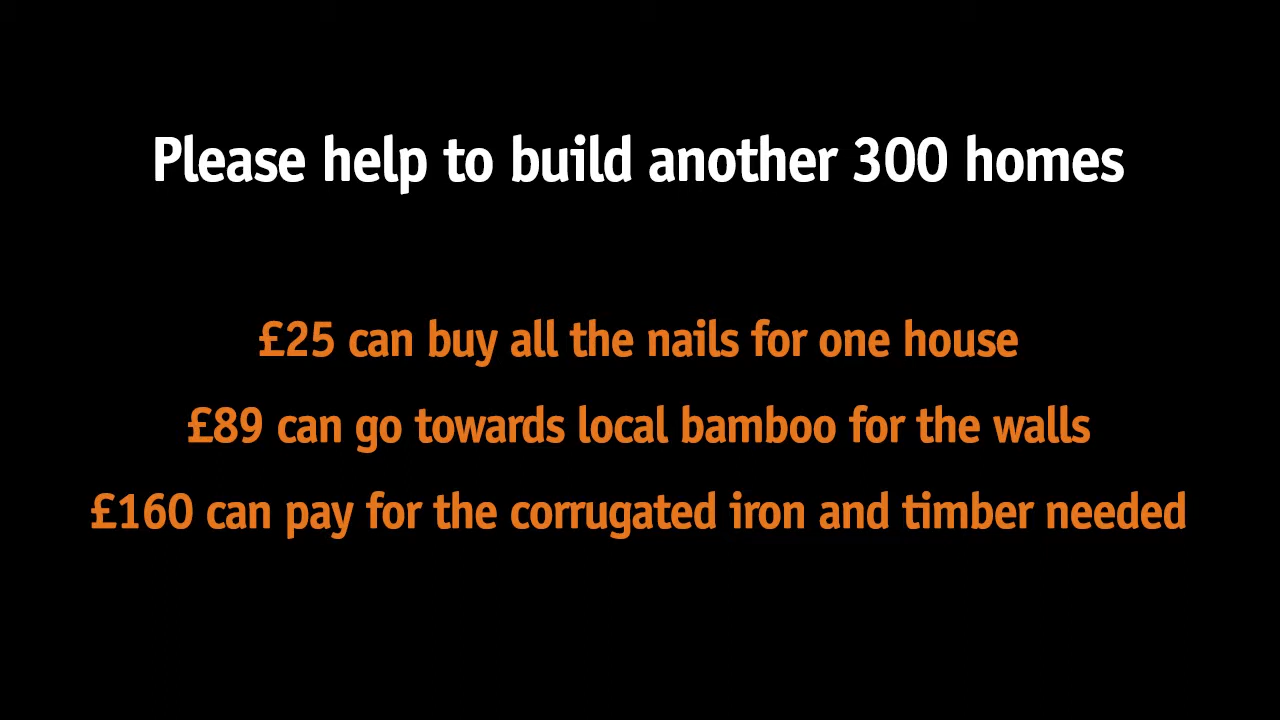 Please help to build another 300 homes
£25 can buy all the nails for one house
£89 can go towards local bamboo for the walls
£160 can pay for the corrugated iron and timber needed